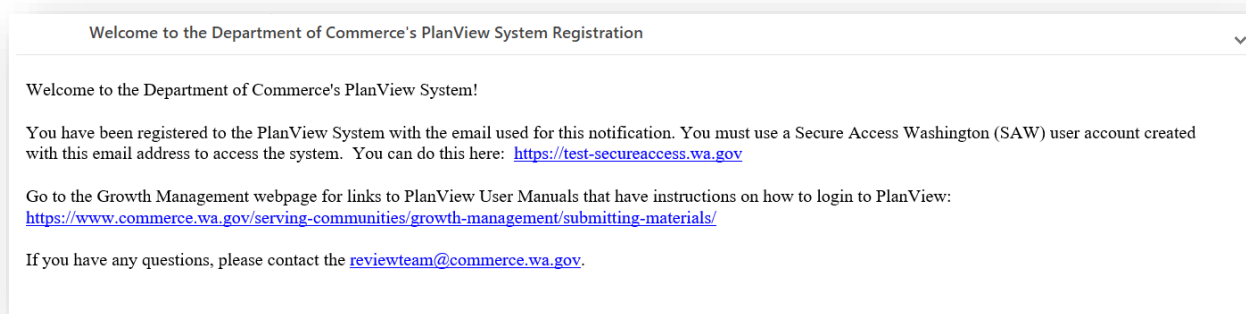 Welcome to the Department of Commerce's PlanView System Registration
Welcome to the Department of Commerce's PlanView System!
You have been registered to the PlanView System with the email used for this notification. You must use a Secure Access Washington (SAW) user account created
with this email address to access the system.  You can do this here:  https://test-secureaccess.wa.gov
Go to the Growth Management webpage for links to PlanView User Manuals that have instructions on how to login to PlanView:
https://www.commerce.wa.gov/serving-communities/growth-management/submitting-materials/
If you have any questions, please contact the reviewteam@commerce.wa.gov.